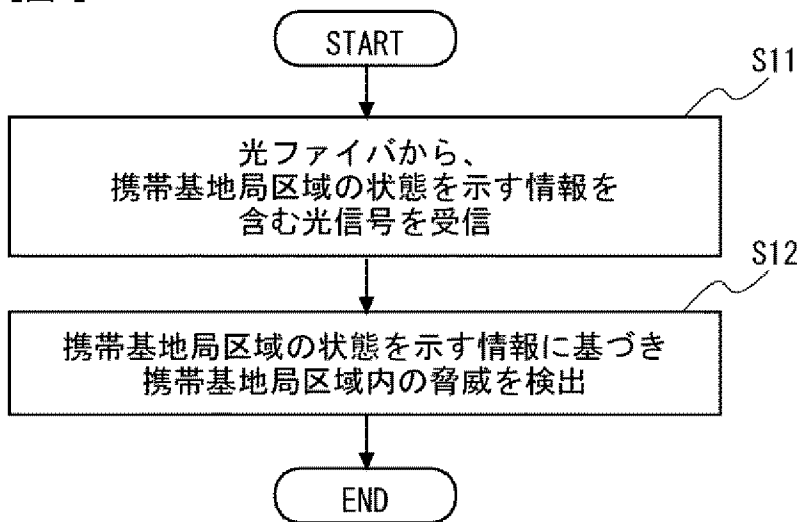 START
S11
光ファイバから、
携帯基地局区域の状態を示す情報を
含む光信号を受信
S12
携帯基地局区域の状態を示す情報に基づき
携帯基地局区域内の脅威を検出
END